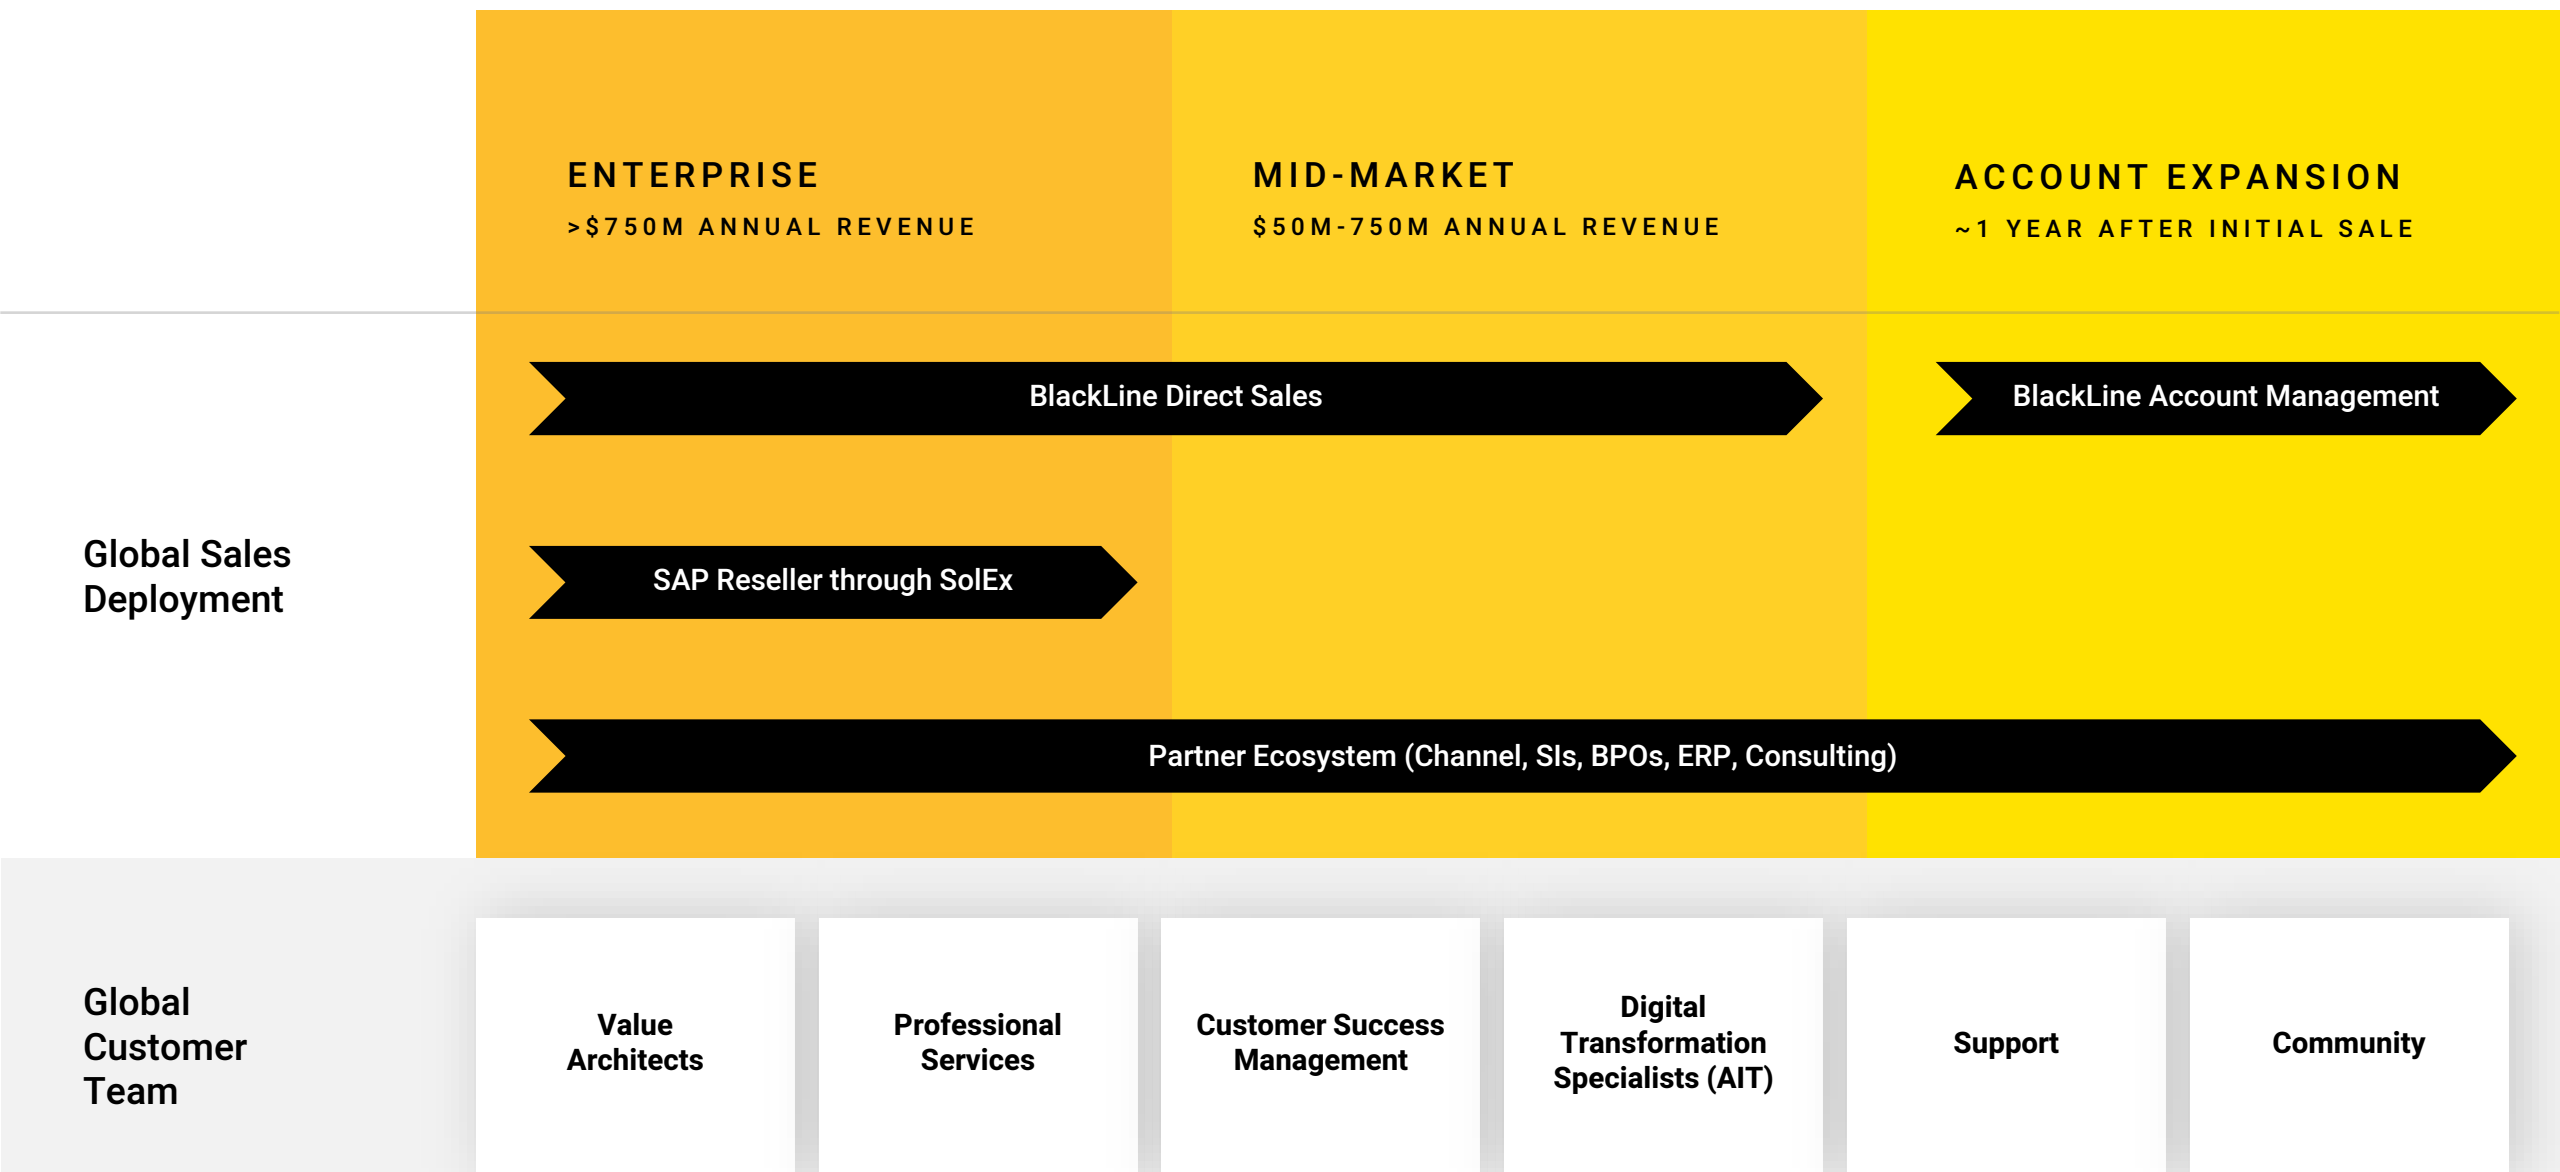 ENTERPRISE
>$750M ANNUAL REVENUE
MID-MARKET
$50M-750M ANNUAL REVENUE
ACCOUNT EXPANSION
~1 YEAR AFTER INITIAL SALE
Global Sales
Deployment
BlackLine Direct Sales
BlackLine Account Management
SAP Reseller through SolEx
Partner Ecosystem (Channel, SIs, BPOs, ERP, Consulting)
Global
Customer
Team
Value
Architects
Professional
Services
Customer Success
Management
Digital
Transformation
Specialists (AIT)
Support
Community